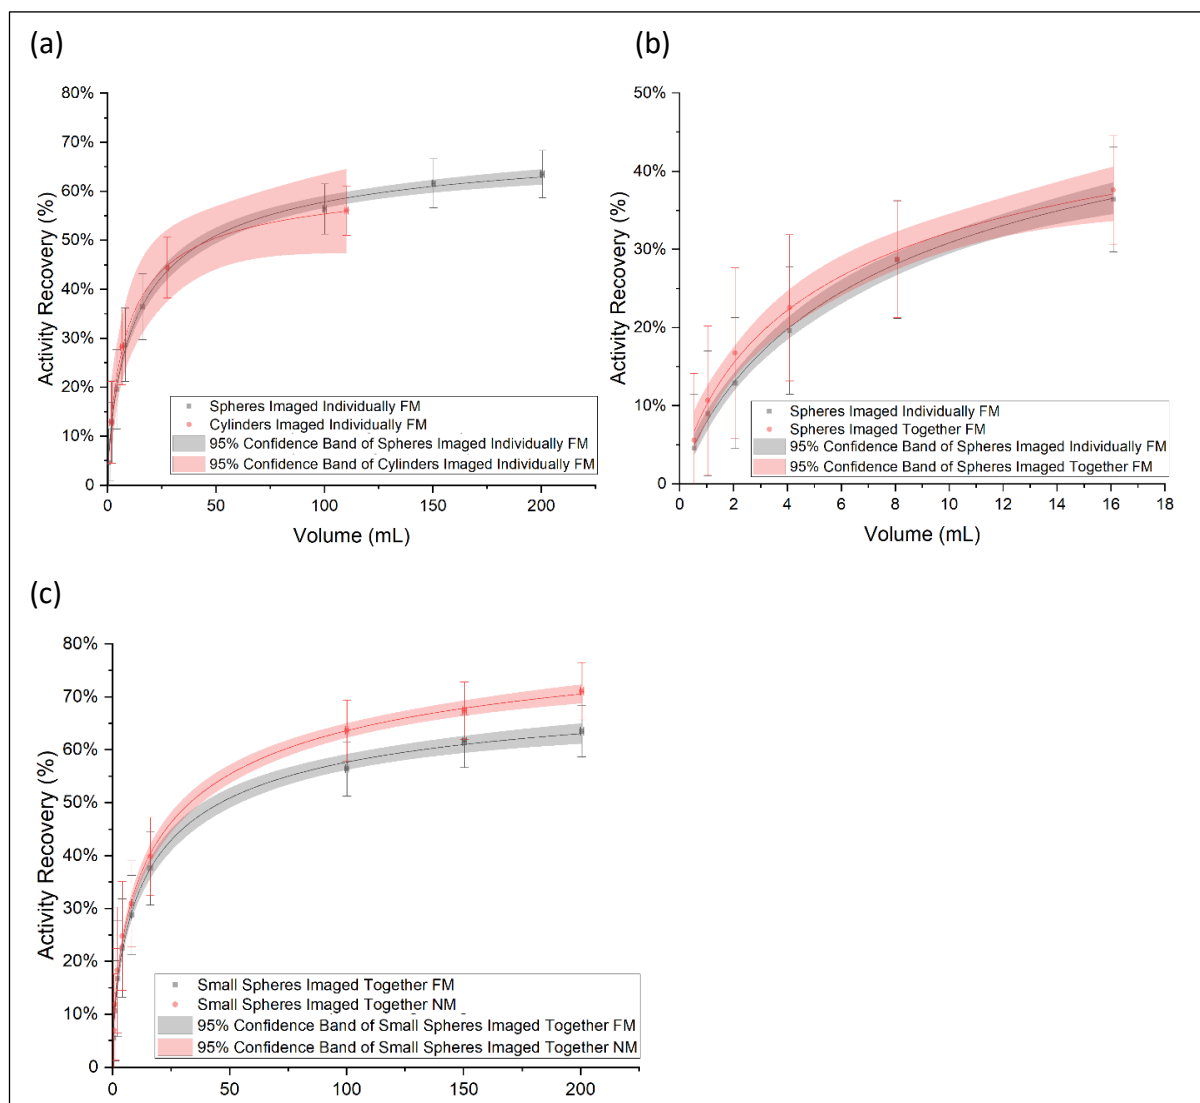 (a)
80%
70%
60%
50%
40%
30%
20%
10%
0
Activity Recovery (%)
Spheres Imaged Individually FM
Cylinders Imaged Individually FM
95% Confidence Band of Spheres Imaged Individually FM
95% Confidence Band of Cylinders Imaged Individually FM
0 50 100 150 200
Volume (mL)
(b)
50%
40%
30%
20%
10%
0
Activity Recovery (%)
Spheres Imaged Individually FM
Spheres Imaged Together FM
95% Confidence Band of Spheres Imaged Individually FM
95% Confidence Band of Spheres Imaged Together FM
0 2 4 6 8 10 12 14 16 18
Volume (mL)
(c)
80%
70%
60%
50%
40%
30%
20%
10%
0
Activity Recovery (%)
Small Spheres Imaged Together FM
Small Spheres Imaged Together NM
95% Confidence Band of Small Spheres Imaged Together FM
95% Confidence Band of Small Spheres Imaged Together NM
0 50 100 150 200